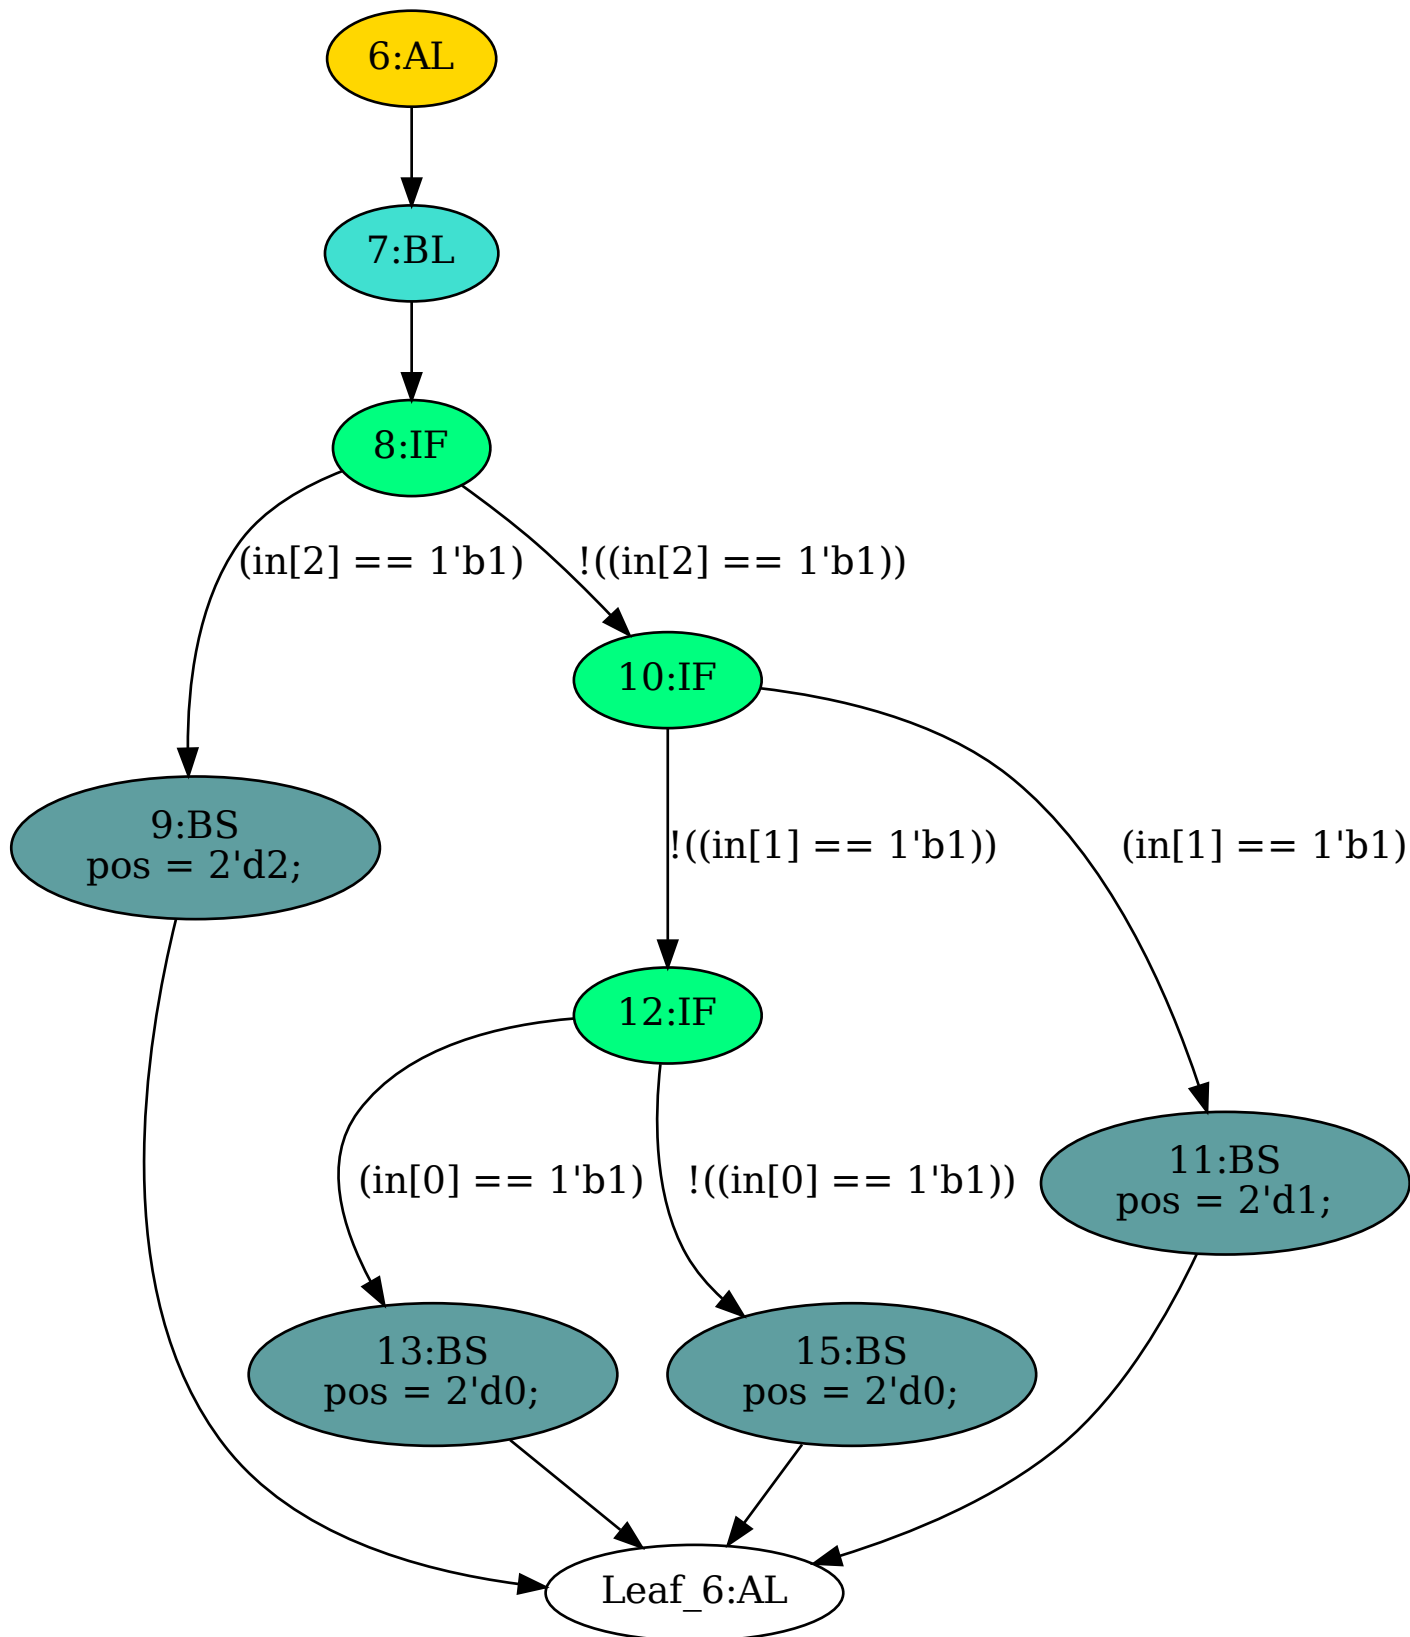 6:AL
7:BL
8:IF
(in[2] == 1'b1)
!((in[2] == 1'b1))
10:IF
9:BS
pos = 2'd2;
!((in[1] == 1'b1))
(in[1] == 1'b1)
12:IF
(in[0] == 1'b1)
!((in[0] == 1'b1))
11:BS
pos = 2'd1;
13:BS
pos = 2'd0;
15:BS
pos = 2'd0;
Leaf_6:AL